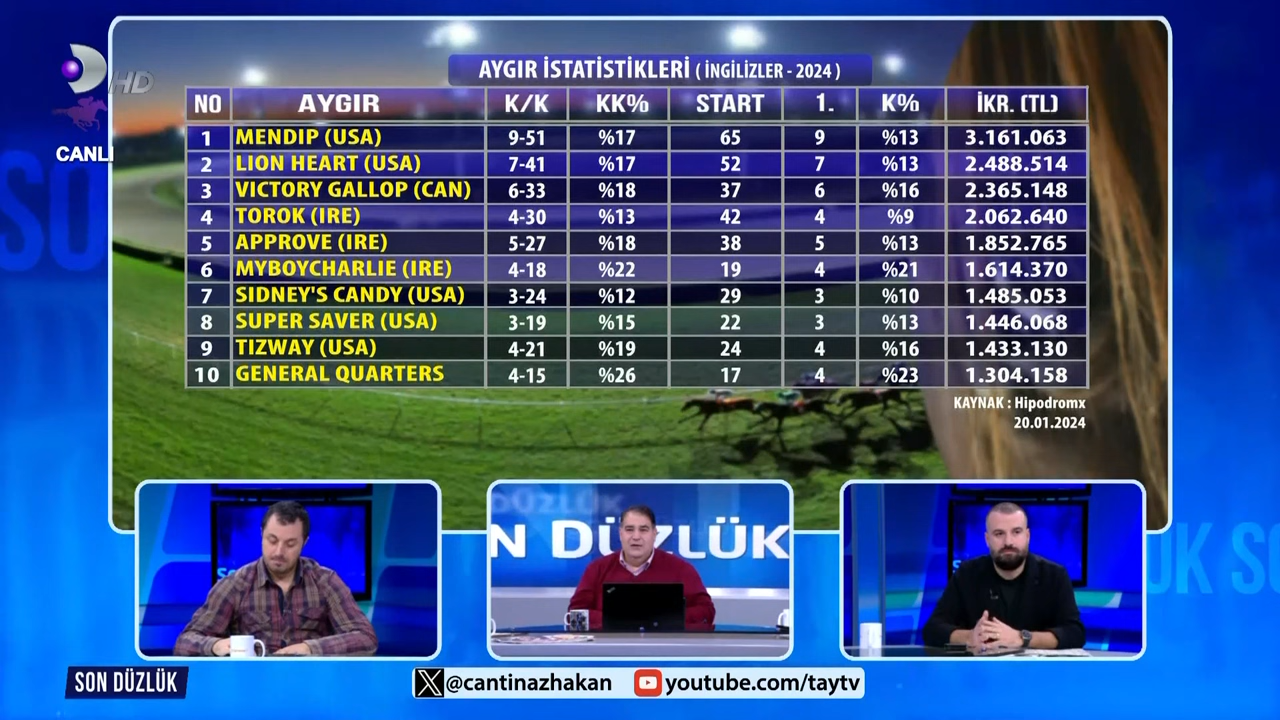 HD
CANLI
AYGIR İSTATİSTİKLERİ ( İNGİLİZLER - 2024 )
NO AYGIR K/K KK% START 1. K% İKR. (TL)
1 MENDIP (USA) 9-51 %17 65 9 %13 3.161.063
2 LION HEART (USA) 7-41 %17 52 7 %13 2.488.514
3 VICTORY GALLOP (CAN) 6-33 %18 37 6 %16 2.365.148
4 TOROK (IRE) 4-30 %13 42 4 %9 2.062.640
5 APPROVE (IRE) 5-27 %18 38 5 %13 1.852.765
6 MYBOYCHARLIE (IRE) 4-18 %22 19 4 %21 1.614.370
7 SIDNEY'S CANDY (USA) 3-24 %12 29 3 %10 1.485.053
8 SUPER SAVER (USA) 3-19 %15 22 3 %13 1.446.068
9 TIZWAY (USA) 4-21 %19 24 4 %16 1.433.130
10 GENERAL QUARTERS 4-15 %26 17 4 %23 1.304.158
KAYNAK : Hipodromx
20.01.2024
DÜZLÜK
N DÜZLÜK
SON DÜZLÜK
@cantinazhakan
youtube.com/taytv